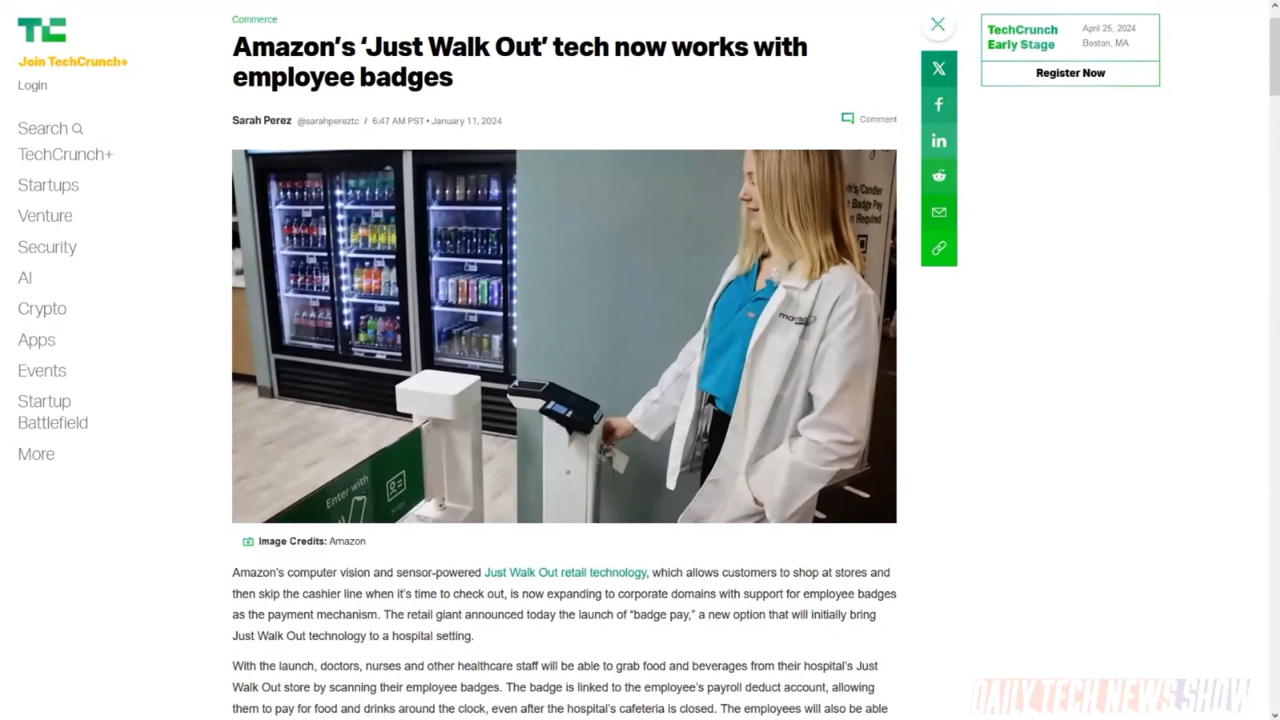 TC
Join TechCrunch+
Login
Search
TechCrunch+
Startups
Venture
Security
AI
Crypto
Apps
Events
Startup
Battlefield
More
Commerce
Amazon’s ‘Just Walk Out’ tech now works with
employee badges
Sarah Perez @sarahpereztc / 6:47 AM PST • January 11, 2024
Comment
Badge Pay
Required
Enter with
Image Credits: Amazon
Amazon’s computer vision and sensor-powered Just Walk Out retail technology, which allows customers to shop at stores and
then skip the cashier line when it’s time to check out, is now expanding to corporate domains with support for employee badges
as the payment mechanism. The retail giant announced today the launch of “badge pay,” a new option that will initially bring
Just Walk Out technology to a hospital setting.
With the launch, doctors, nurses and other healthcare staff will be able to grab food and beverages from their hospital’s Just
Walk Out store by scanning their employee badges. The badge is linked to the employee’s payroll deduct account, allowing
them to pay for food and drinks around the clock, even after the hospital’s cafeteria is closed. The employees will also be able
X
f
in
TechCrunch
Early Stage
April 25, 2024
Boston, MA
Register Now
DAILY TECH NEWS SHOW